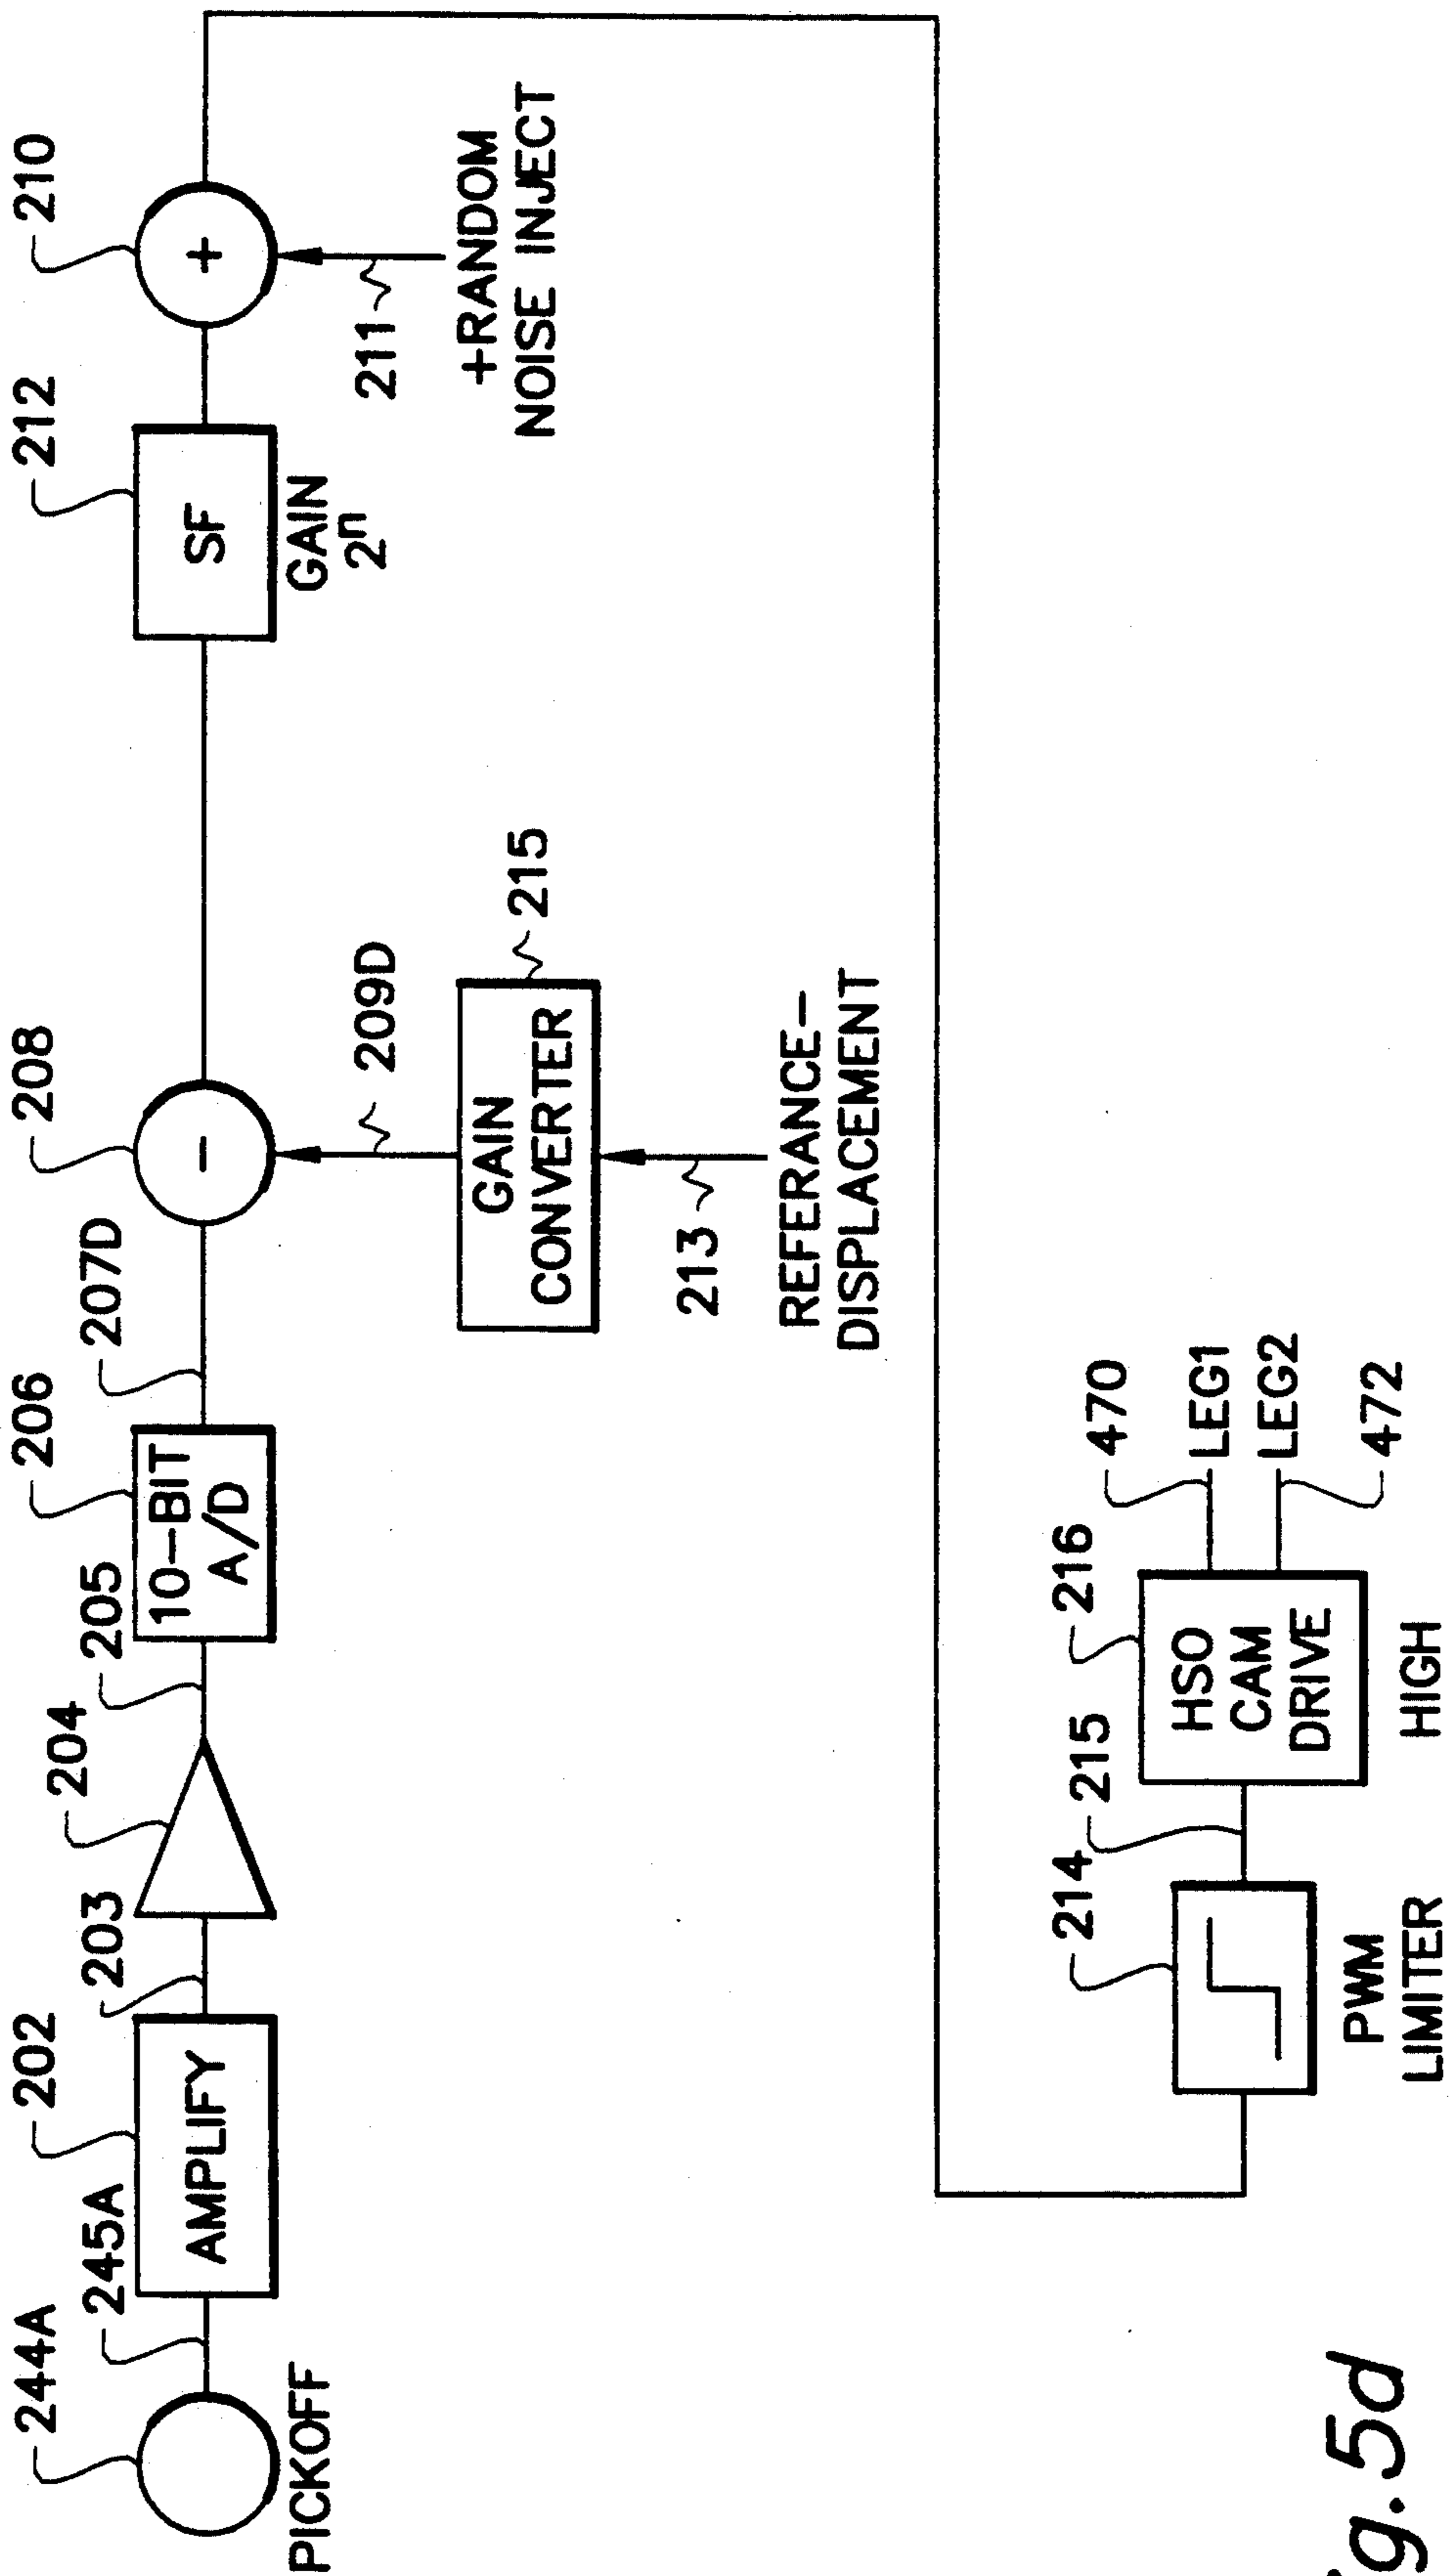 244A
245A
202
203
204
205
206
207D
208
212
210
PICKOFF
AMPLIFY
10-BIT
A/D
-
SF
GAIN
2ⁿ
+
211
+RANDOM
NOISE INJECT
209D
GAIN
CONVERTER
215
213
REFERANCE-
DISPLACEMENT
214
215
216
470
PWM
LIMITER
HSO
CAM
DRIVE
HIGH
LEG1
LEG2
472
g. 5d